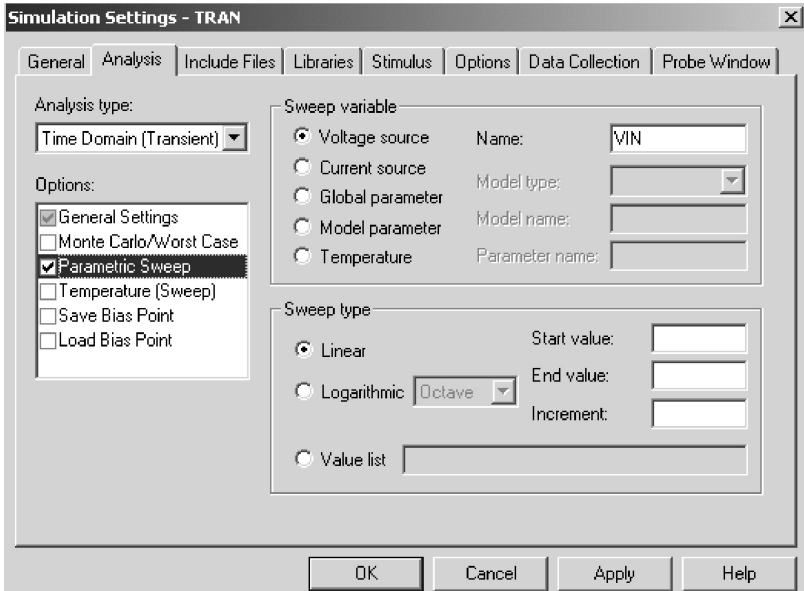 Simulation Settings - TRAN
General Analysis Include Files Libraries Stimulus Options Data Collection Probe Window
Analysis type:
Time Domain (Transient)
Options:
General Settings
Monte Carlo/Worst Case
Parametric Sweep
Temperature (Sweep)
Save Bias Point
Load Bias Point
Sweep variable
Voltage source
Current source
Global parameter
Model parameter
Temperature
Name: VIN
Model type:
Model name:
Parameter name:
Sweep type
Linear
Logarithmic Octave
Value list
Start value:
End value:
Increment:
OK Cancel Apply Help